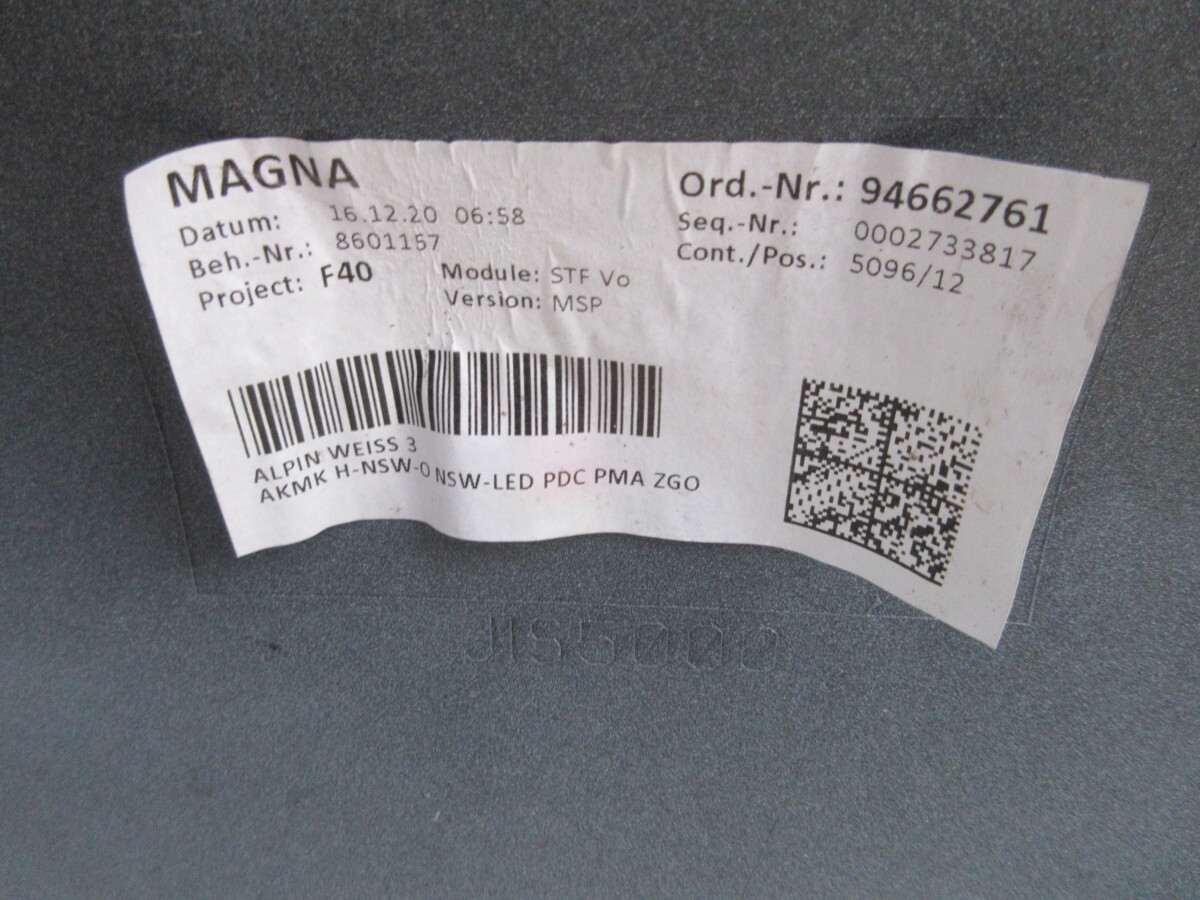 MAGNA
Datum: 16.12.20 06:58
Beh.-Nr.: 8601157
Project: F40
Module: STF Vo
Version: MSP
Ord.-Nr.: 94662761
Seq.-Nr.: 0002733817
Cont./Pos.: 5096/12
ALPIN WEISS 3
AKMK H-NSW-O NSW-LED PDC PMA ZGO
JIS5000